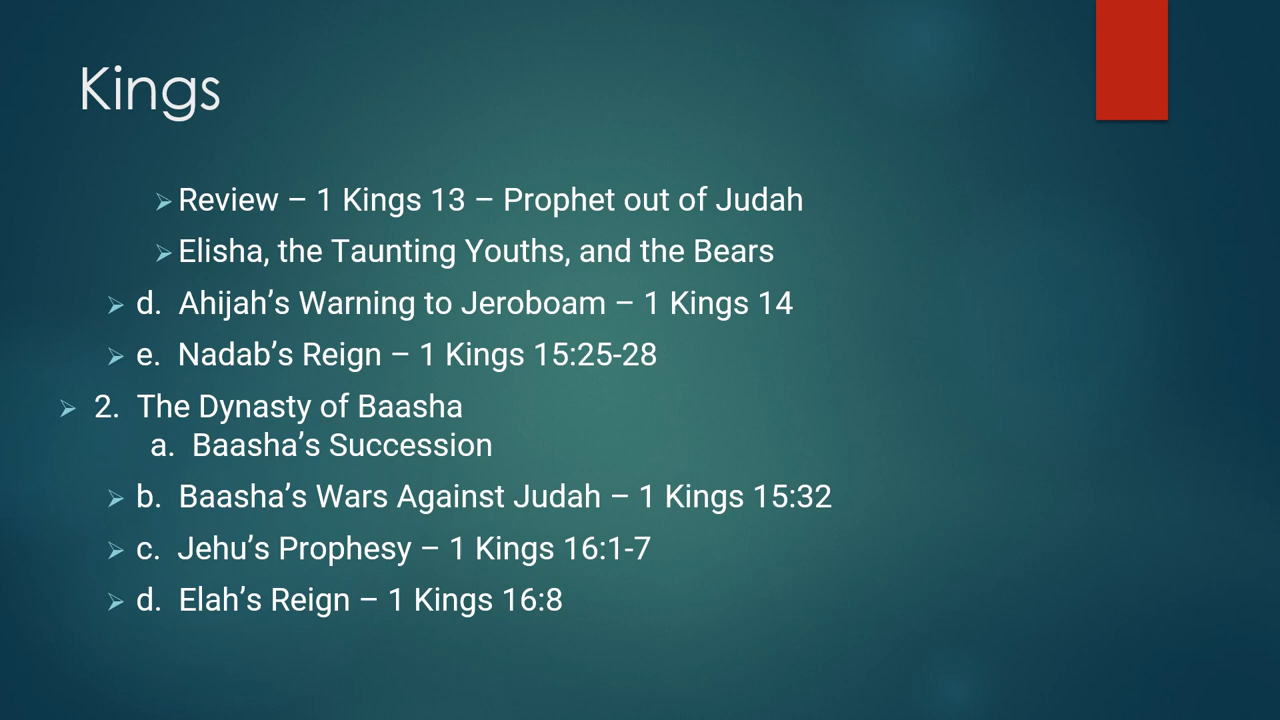 Kings
➢ Review – 1 Kings 13 – Prophet out of Judah
➢ Elisha, the Taunting Youths, and the Bears
➢ d. Ahijah’s Warning to Jeroboam – 1 Kings 14
➢ e. Nadab’s Reign – 1 Kings 15:25-28
➢ 2. The Dynasty of Baasha
a. Baasha’s Succession
➢ b. Baasha’s Wars Against Judah – 1 Kings 15:32
➢ c. Jehu’s Prophesy – 1 Kings 16:1-7
➢ d. Elah’s Reign – 1 Kings 16:8